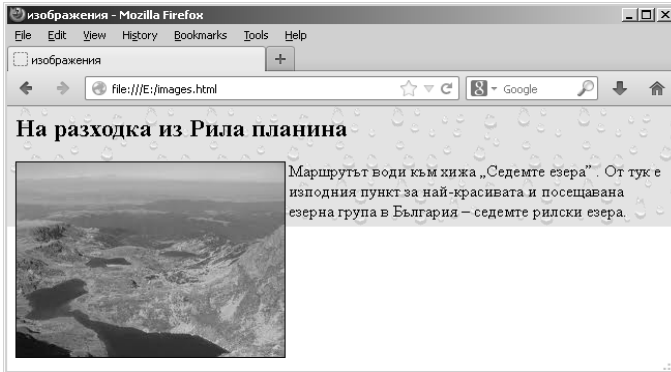 изображения - Mozilla Firefox
File Edit View History Bookmarks Tools Help
изображения +
file:///E:/images.html 8 Google
На разходка из Рила планина
Маршрутът води към хижа „Седемте езера” . От тук е
изподния пункт за най-красивата и посещавана
езерна група в България – седемте рилски езера.